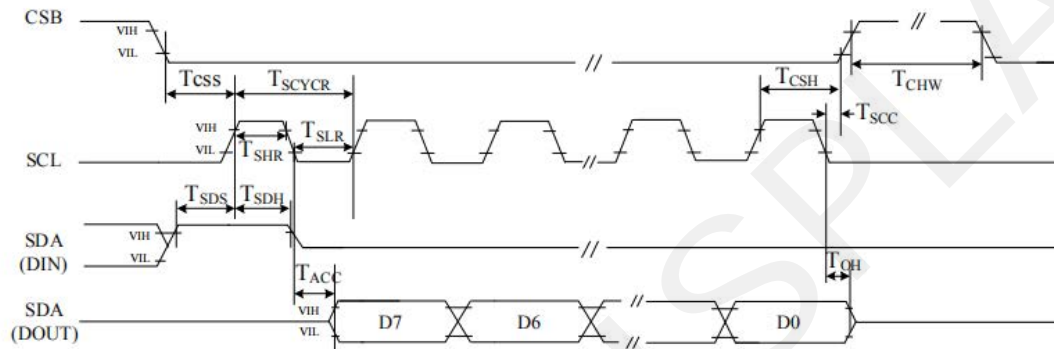 CSB
VIH
VIL
//
//
Tcss
TSCYCR
TCSH
TCHW
TSCC
SCL
VIH
VIL
TSHR
TSLR
//
TSDS
TSDH
SDA
(DIN)
VIH
VIL
//
TACC
TOH
SDA
(DOUT)
VIH
VIL
D7
D6
//
//
D0